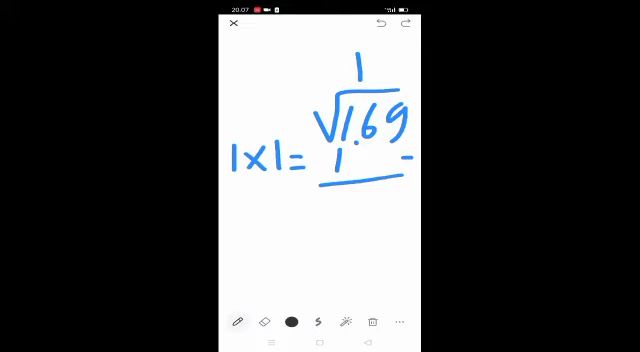 20.07
1
√1.69
1x1= 1 -